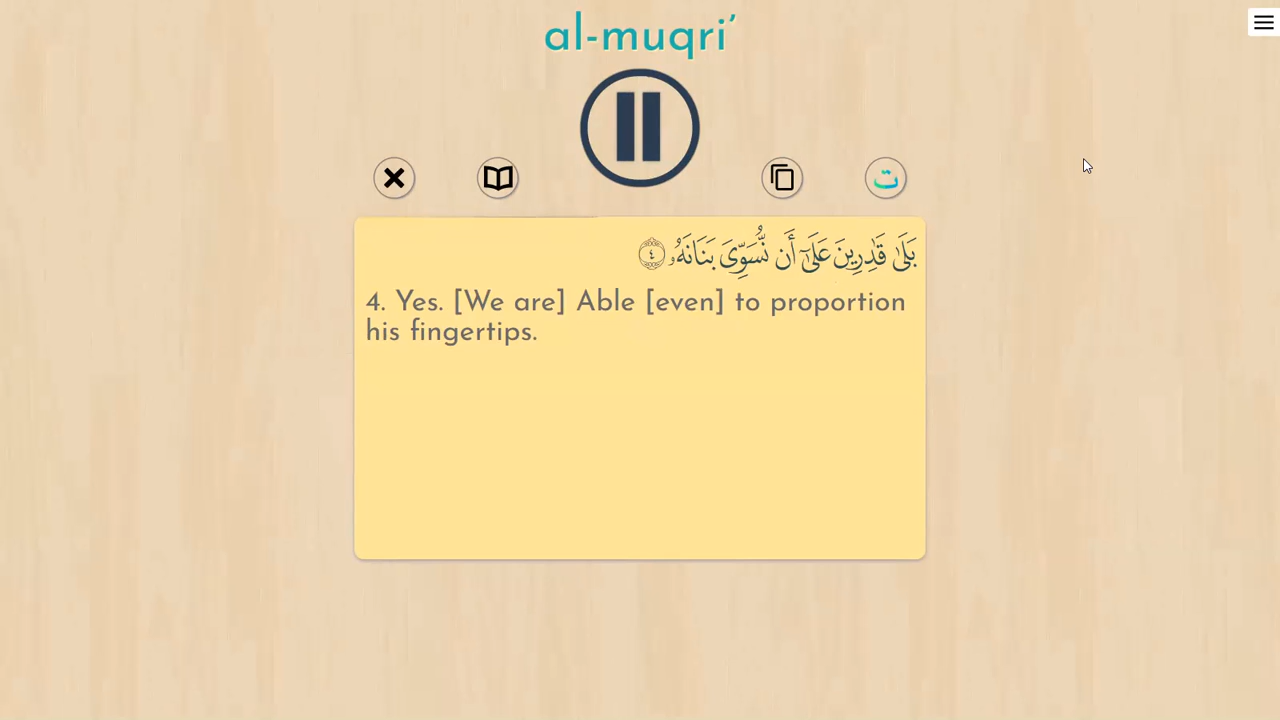 al-muqri’
ت
بَلَىٰ قَـٰدِرِينَ عَلَىٰٓ أَن نُّسَوِّىَ بَنَانَهُۥ ٤
4. Yes. [We are] Able [even] to proportion
his fingertips.